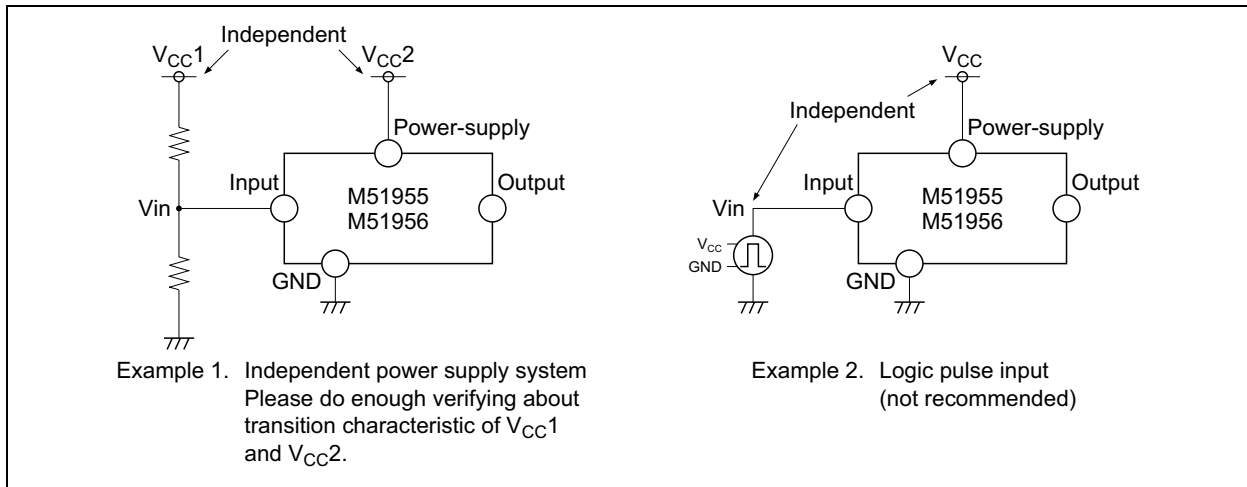 Independent
VCC1
VCC2
Power-supply
Input
Output
Vin
M51955
M51956
GND
Example 1. Independent power supply system
Please do enough verifying about
transition characteristic of VCC1
and VCC2.
VCC
Independent
Power-supply
Input
Output
Vin
M51955
M51956
VCC
GND
GND
Example 2. Logic pulse input
(not recommended)